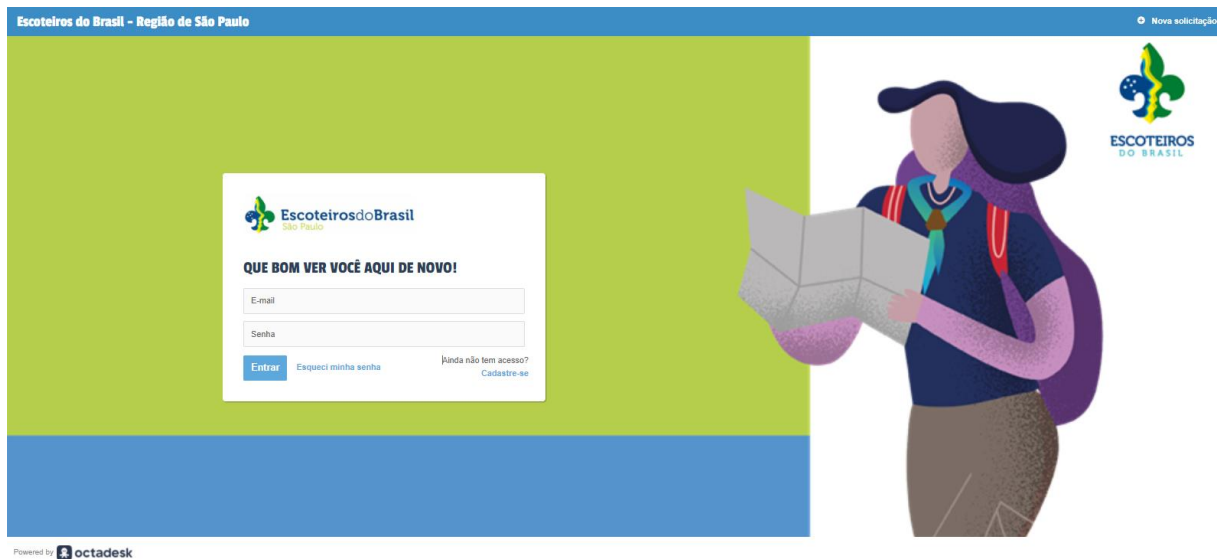 Escoteiros do Brasil – Região de São Paulo
Nova solicitação
ESCOTEIROS
DO BRASIL
EscoteirosdoBrasil
São Paulo
QUE BOM VER VOCÊ AQUI DE NOVO!
E-mail
Senha
Entrar Esqueci minha senha Ainda não tem acesso?
Cadastre-se
Powered by octadesk